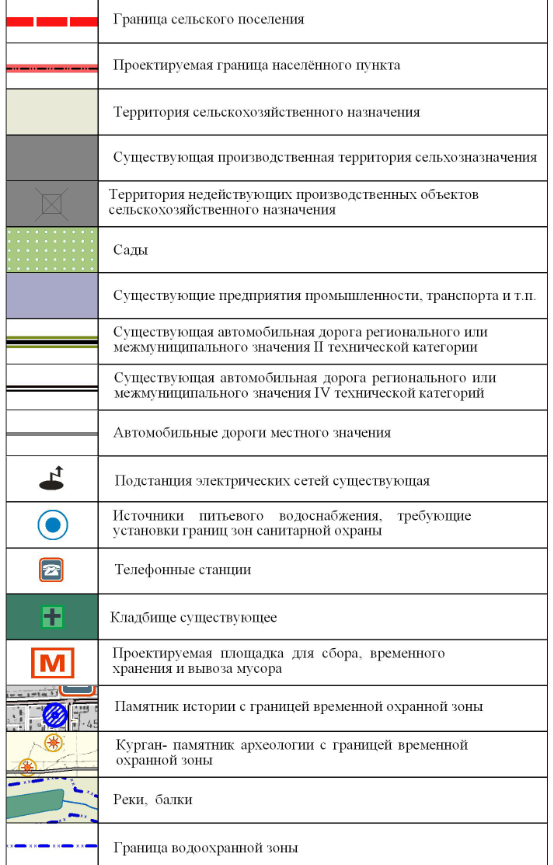 Граница сельского поселения
Проектируемая граница населённого пункта
Территория сельскохозяйственного назначения
Существующая производственная территория сельхозназначения
Территория недействующих производственных объектов
сельскохозяйственного назначения
Сады
Существующие предприятия промышленности, транспорта и т.п.
Существующая автомобильная дорога регионального или
межмуниципального значения II технической категории
Существующая автомобильная дорога регионального или
межмуниципального значения IV технической категорий
Автомобильные дороги местного значения
Подстанция электрических сетей существующая
Источники питьевого водоснабжения, требующие
установки границ зон санитарной охраны
Телефонные станции
Кладбище существующее
М
Проектируемая площадка для сбора, временного
хранения и вывоза мусора
+45
Памятник истории с границей временной охранной зоны
Курган- памятник археологии с границей временной
охранной зоны
Реки, балки
Граница водоохранной зоны